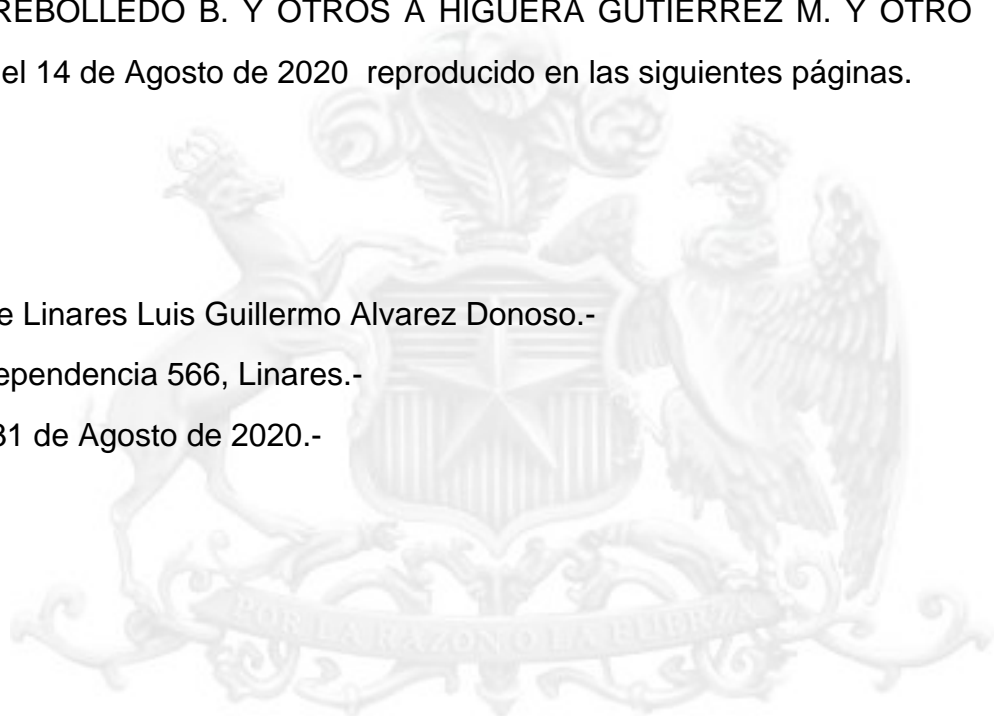 REBOLLEDO B. Y OTROS A HIGUERA GUTIERREZ M. Y OTRO
el 14 de Agosto de 2020 reproducido en las siguientes páginas.
e Linares Luis Guillermo Alvarez Donoso.-
ependencia 566, Linares.-
31 de Agosto de 2020.-
POR LA RAZON O LA FUERZA